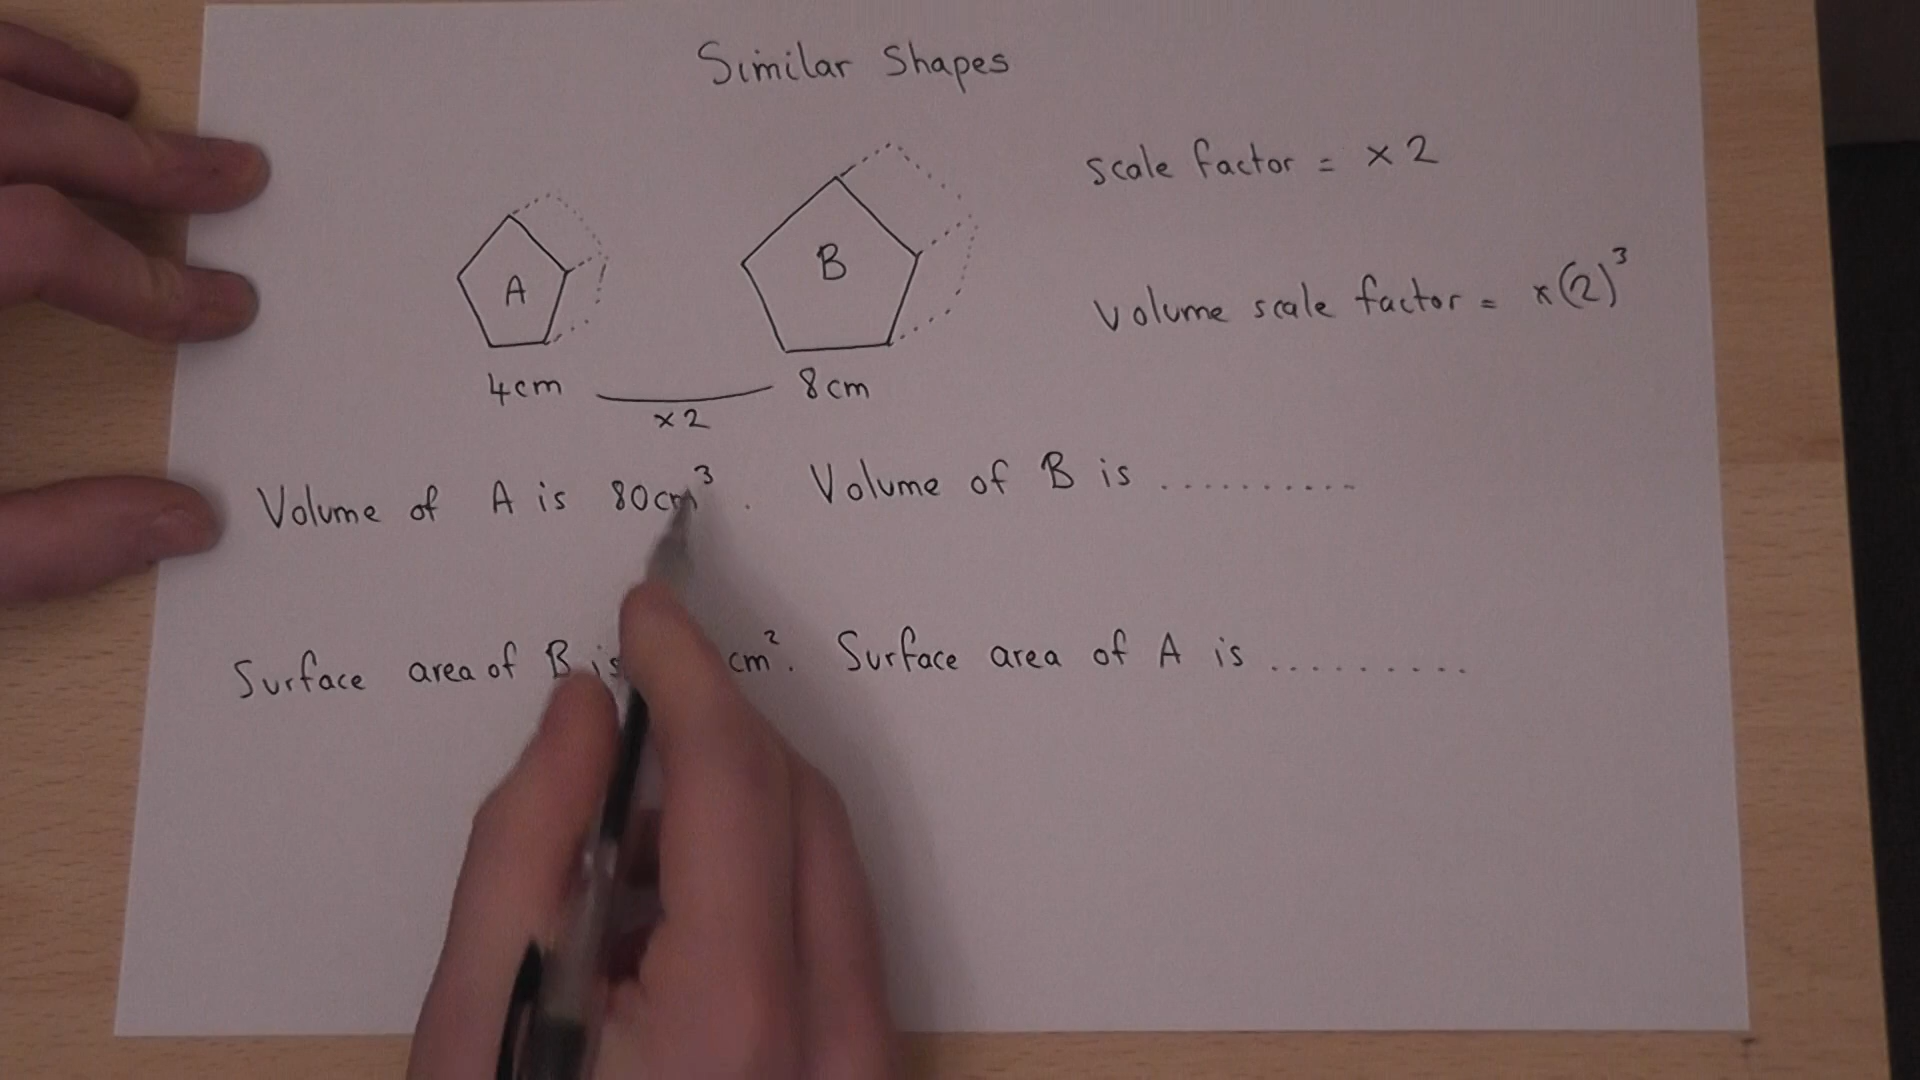 Similar Shapes
scale factor = × 2
A
B
Volume scale factor = ×(2)³
4cm
8cm
× 2
Volume of A is 80cm³. Volume of B is ..........
Surface area of B is cm². Surface area of A is .........